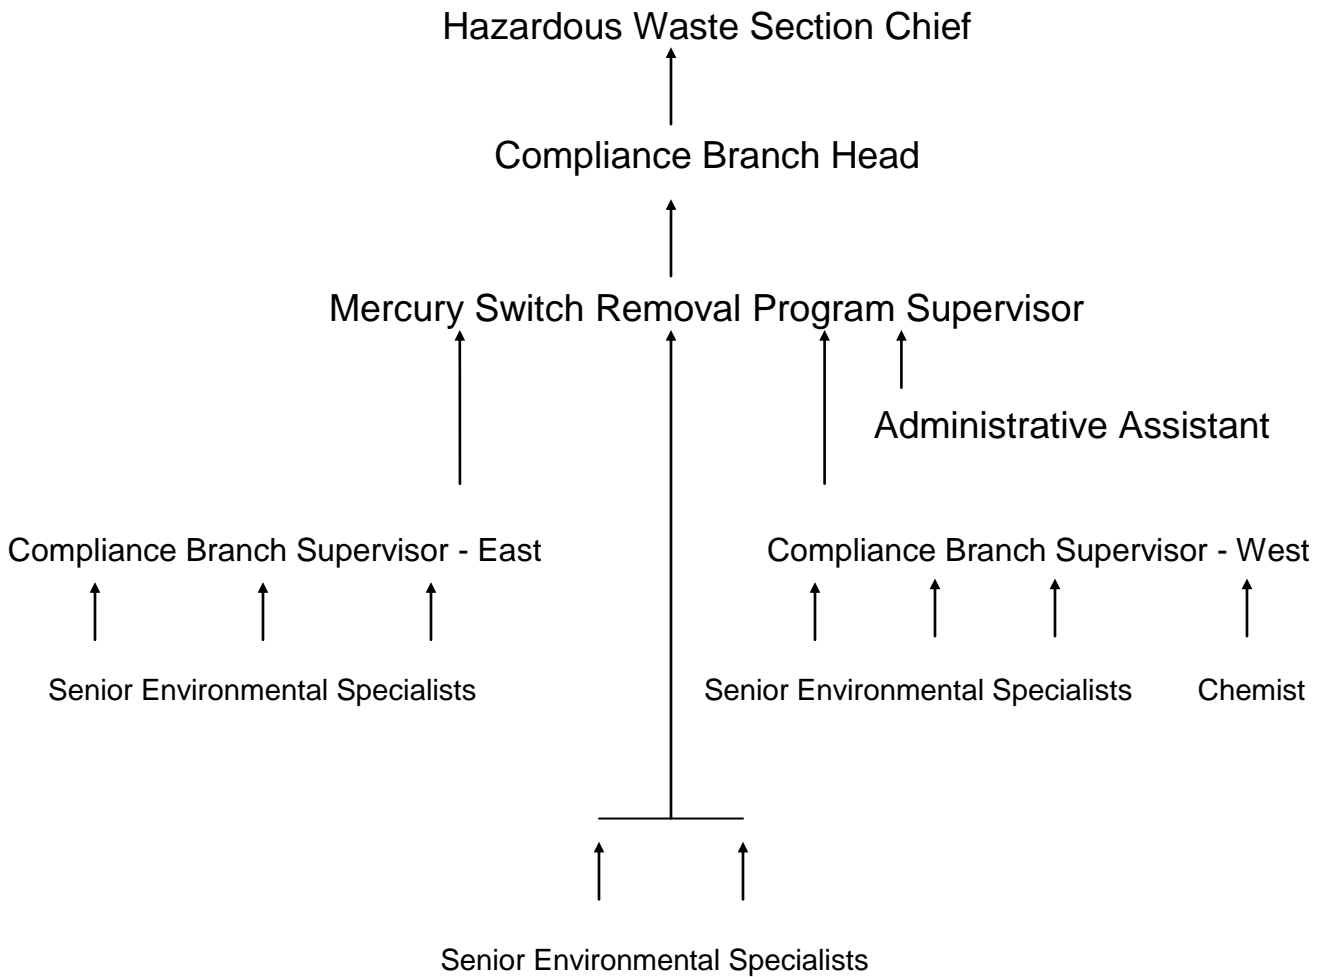 Hazardous Waste Section Chief
Compliance Branch Head
Mercury Switch Removal Program Supervisor
Administrative Assistant
Compliance Branch Supervisor - East
Compliance Branch Supervisor - West
Senior Environmental Specialists
Senior Environmental Specialists
Chemist
Senior Environmental Specialists